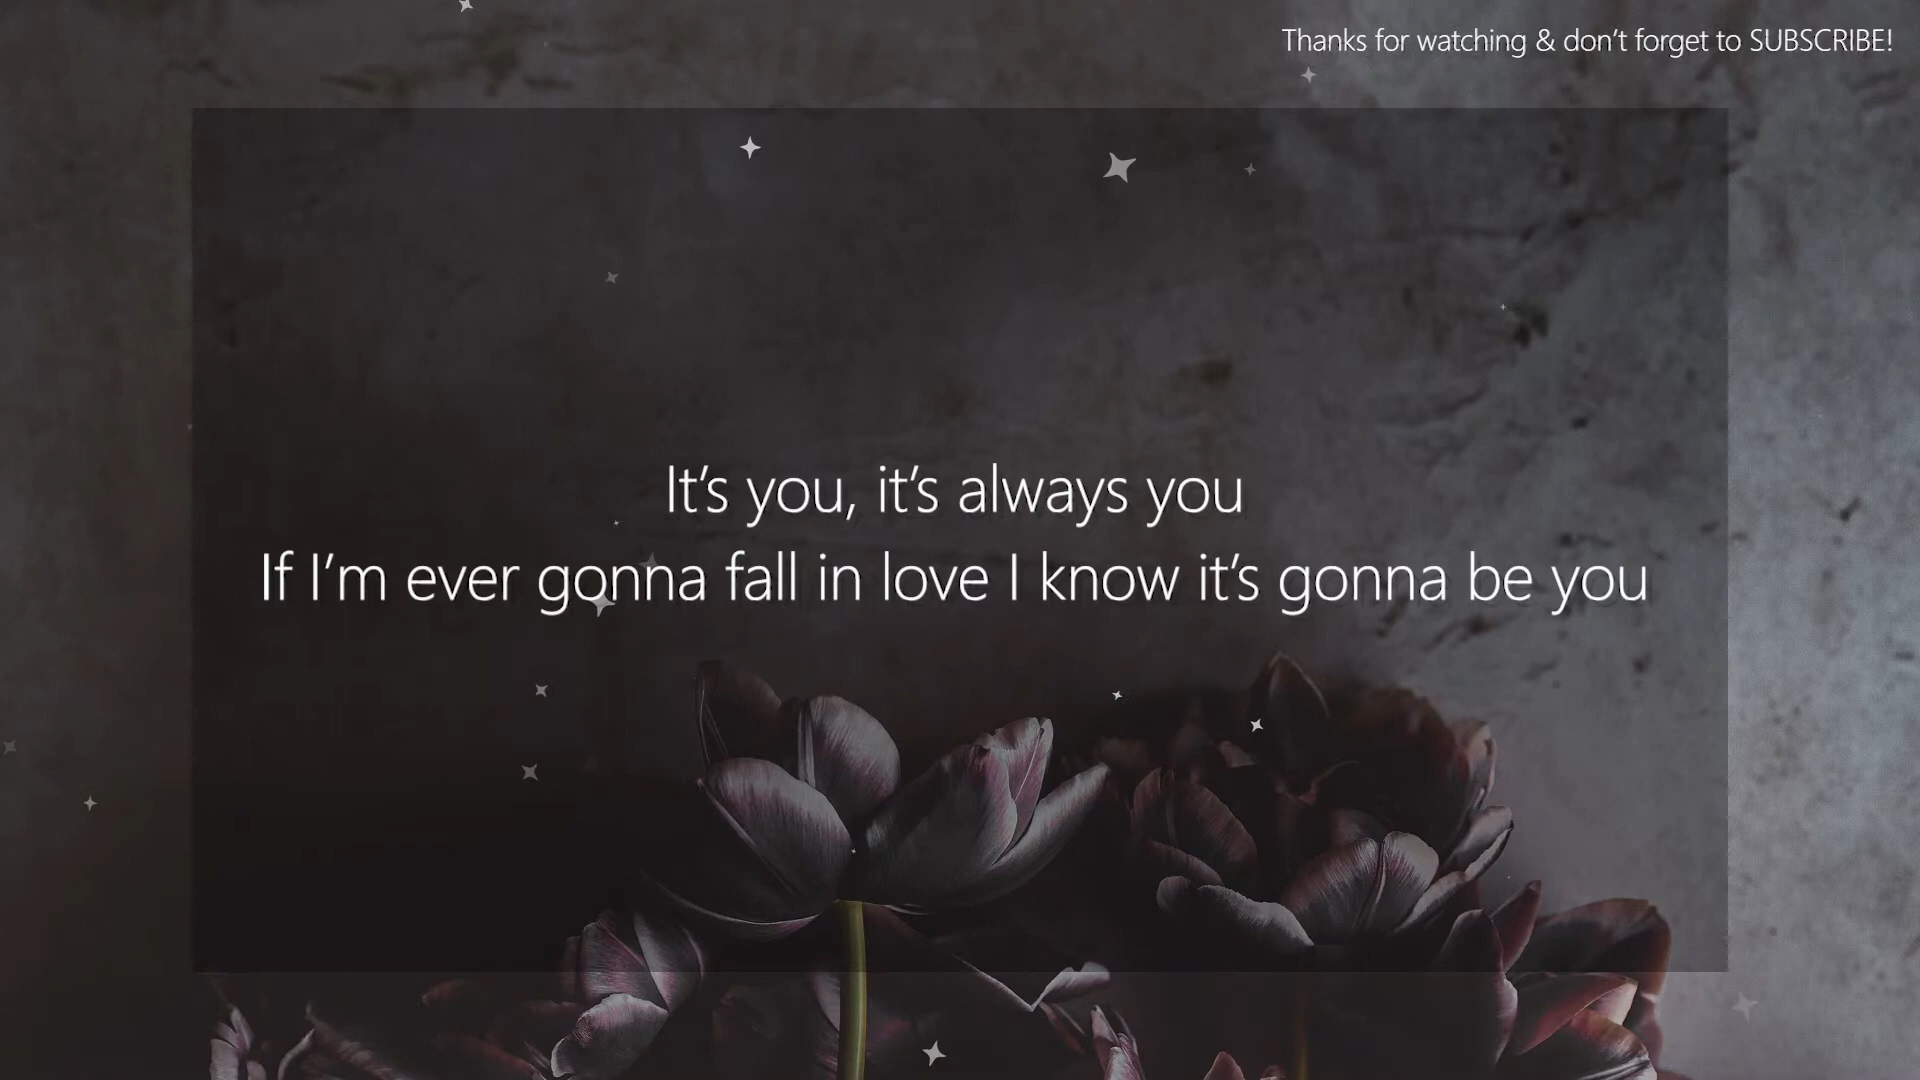 Thanks for watching & don’t forget to SUBSCRIBE!
It’s you, it’s always you
If I’m ever gonna fall in love I know it’s gonna be you